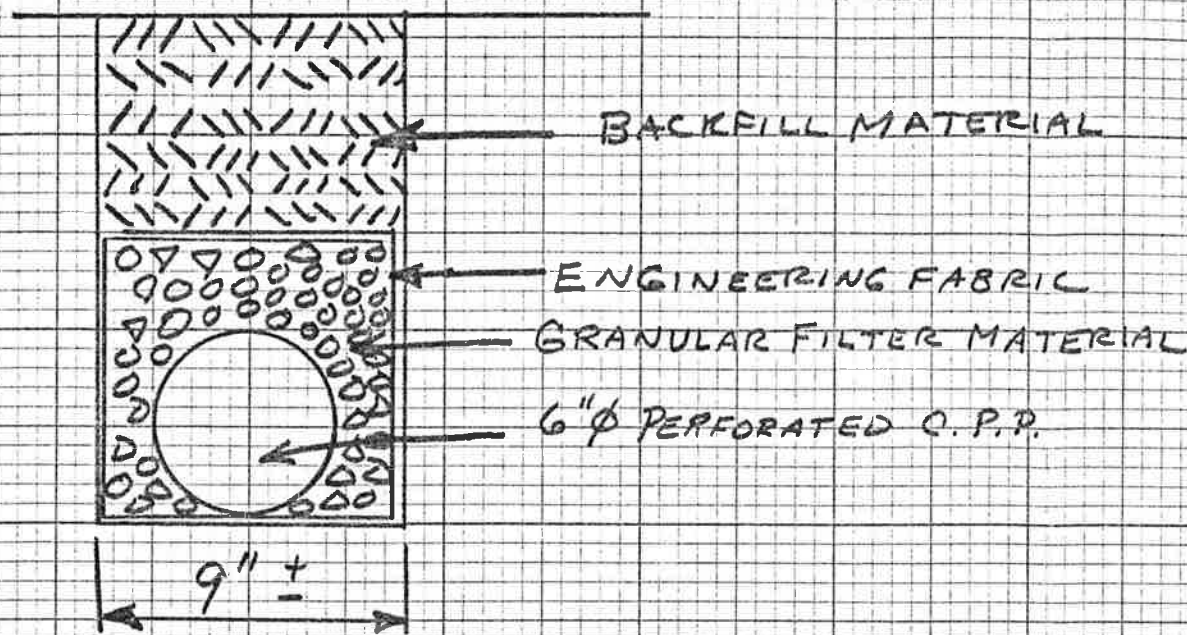 BACKFILL MATERIAL
ENGINEERING FABRIC
GRANULAR FILTER MATERIAL
6"Ø PERFORATED C.P.P.
9" ±